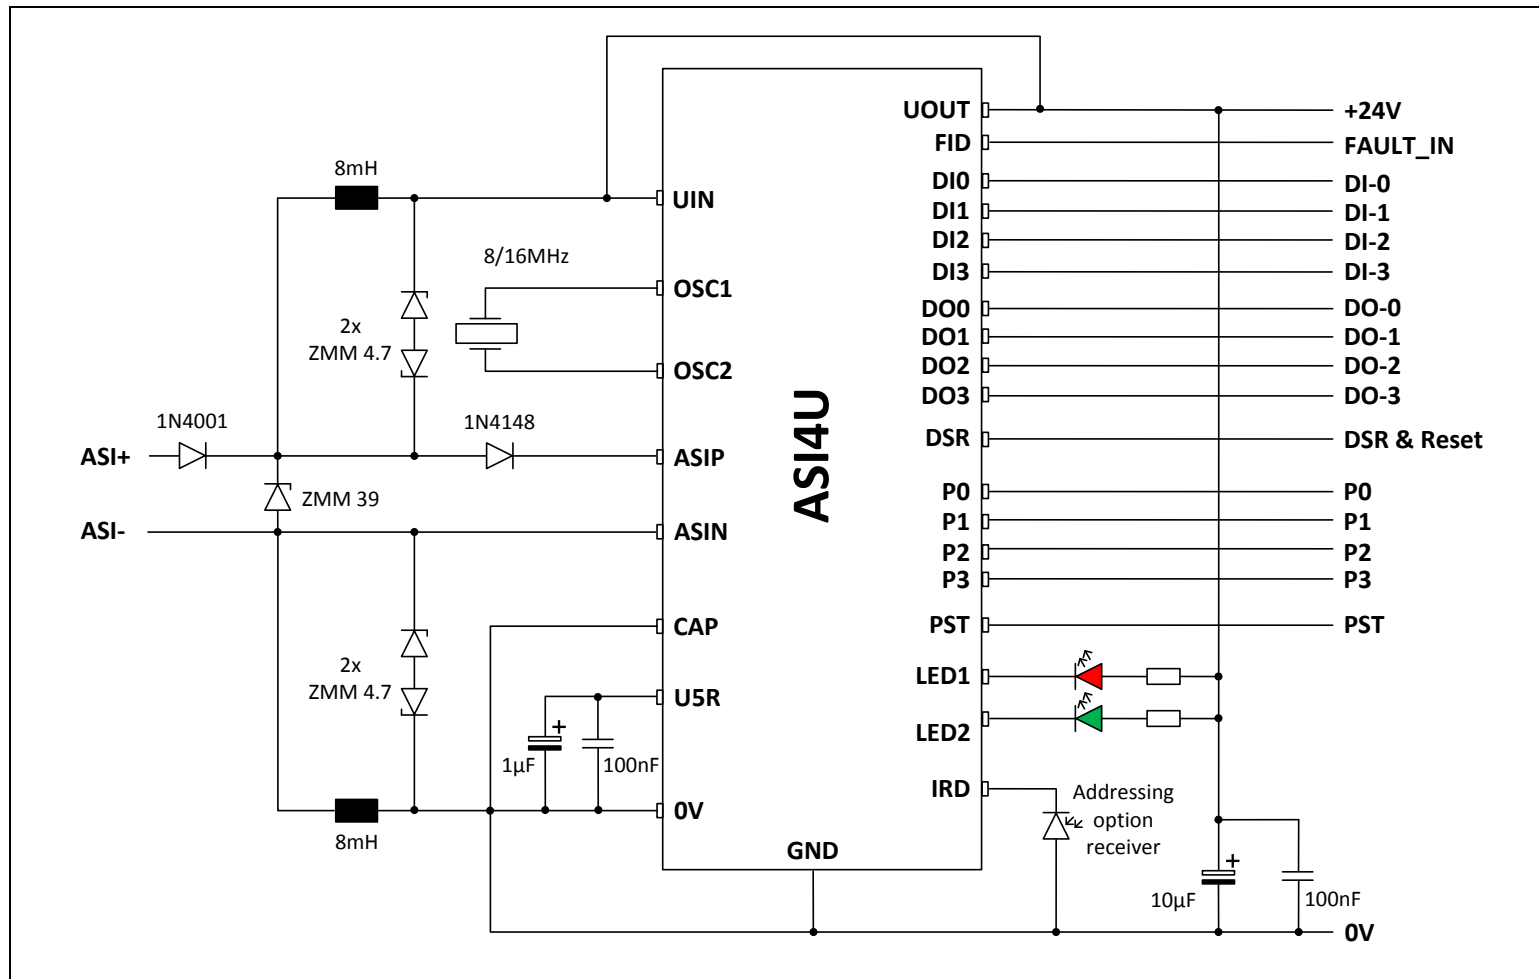 8mH
8/16MHz
2x
ZMM 4.7
1N4001
1N4148
ASI+
ZMM 39
ASI-
2x
ZMM 4.7
+
1µF
100nF
8mH
UIN
OSC1
OSC2
ASIP
ASIN
CAP
U5R
0V
ASI4U
GND
UOUT
FID
DI0
DI1
DI2
DI3
DO0
DO1
DO2
DO3
DSR
P0
P1
P2
P3
PST
LED1
LED2
IRD
Addressing
option
receiver
+
10µF
100nF
+24V
FAULT_IN
DI-0
DI-1
DI-2
DI-3
DO-0
DO-1
DO-2
DO-3
DSR & Reset
P0
P1
P2
P3
PST
0V